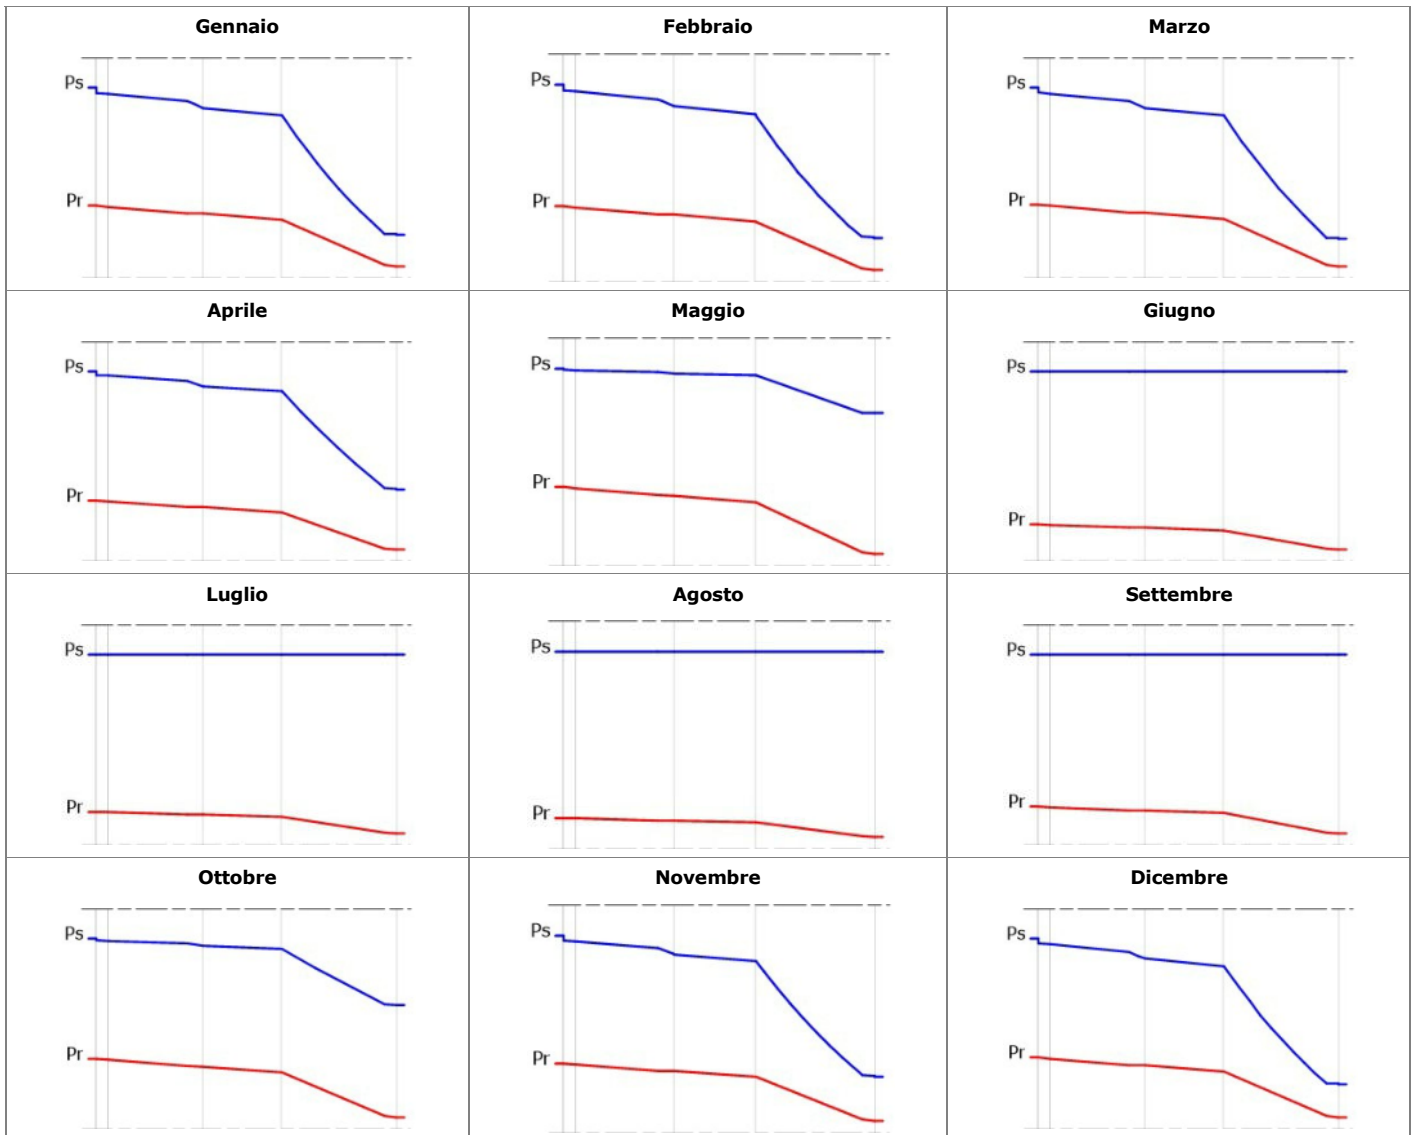 Gennaio
Febbraio
Marzo
Ps
Ps
Ps
Pr
Pr
Pr
Aprile
Maggio
Giugno
Ps
Ps
Ps
Pr
Pr
Pr
Luglio
Agosto
Settembre
Ps
Ps
Ps
Pr
Pr
Pr
Ottobre
Novembre
Dicembre
Ps
Ps
Ps
Pr
Pr
Pr